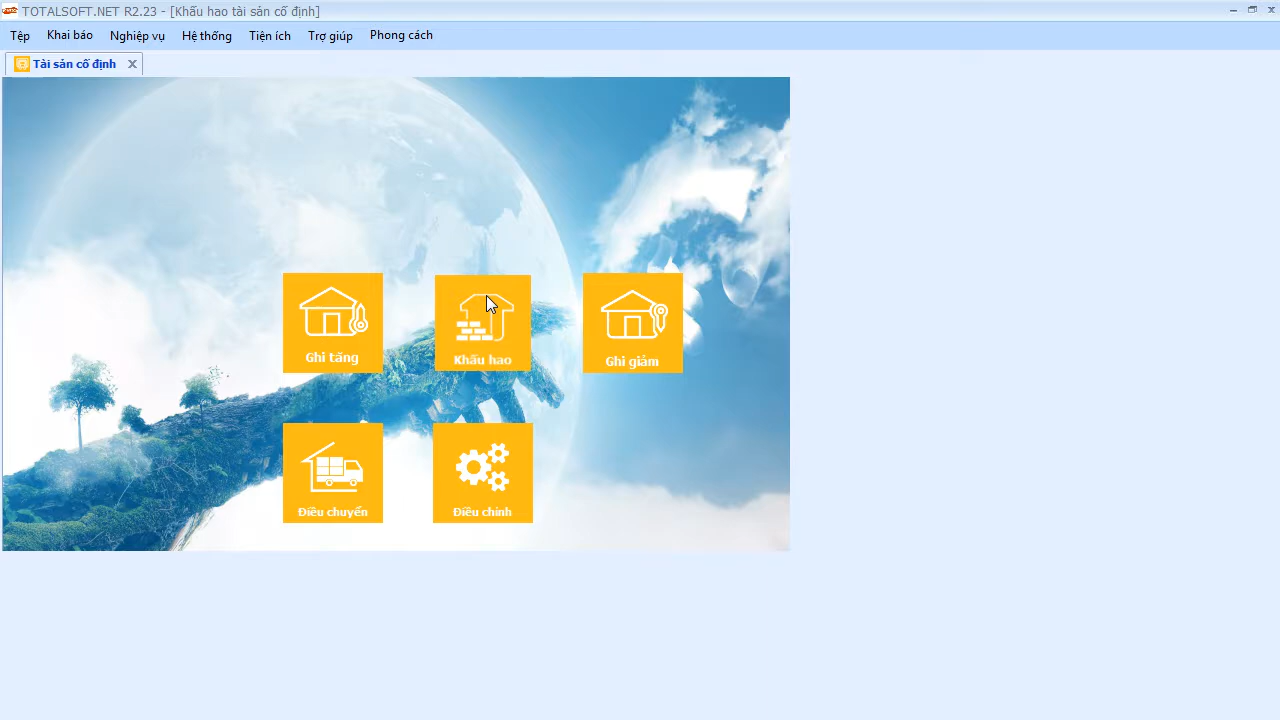 TOTALSOFT.NET R2.23 - [Khấu hao tài sản cố định]
Tệp Khai báo Nghiệp vụ Hệ thống Tiện ích Trợ giúp Phong cách
Tài sản cố định
Ghi tăng Khấu hao Ghi giảm
Điều chuyển Điều chỉnh